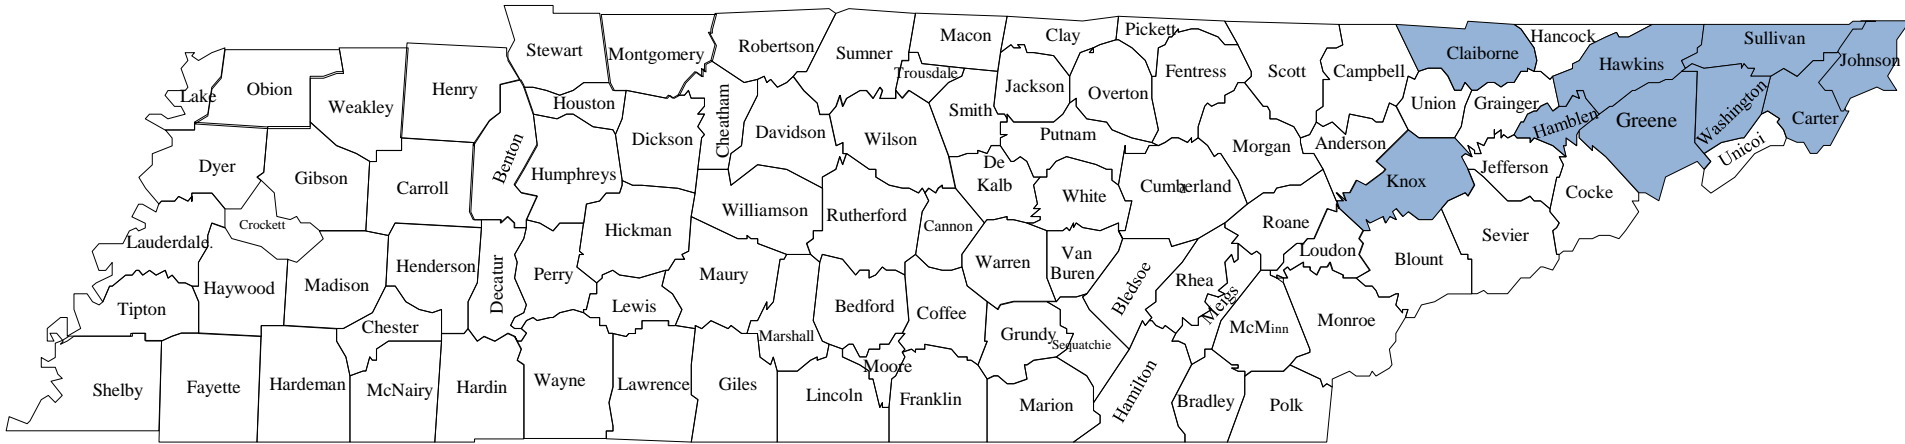 Stewart
Montgomery
Robertson
Sumner
Macon
Clay
Pickett
Hancock
Claiborne
Sullivan
Johnson
Lake
Obion
Weakley
Henry
Houston
Cheatham
Trousdale
Jackson
Overton
Fentress
Scott
Campbell
Union
Grainger
Hawkins
Hamblen
Greene
Washington
Carter
Unicoi
Dyer
Gibson
Carroll
Benton
Humphreys
Dickson
Davidson
Wilson
Smith
Putnam
De
Kalb
White
Cumberland
d
Morgan
Anderson
Knox
Jefferson
Cocke
Crockett
Lauderdale.
Hickman
Williamson
Rutherford
Cannon
Roane
Loudon
Blount
Sevier
Tipton
Haywood
Madison
Henderson
Decatur
Perry
Lewis
Maury
Bedford
Coffee
Warren
Van
Buren
Bledsoe
Rhea
Meigs
McMinn
Monroe
Chester
Marshall
Moore
Grundy
Sequatchie
Shelby
Fayette
Hardeman
McNairy
Hardin
Wayne
Lawrence
Giles
Lincoln
Franklin
Marion
Hamilton
Bradley
Polk